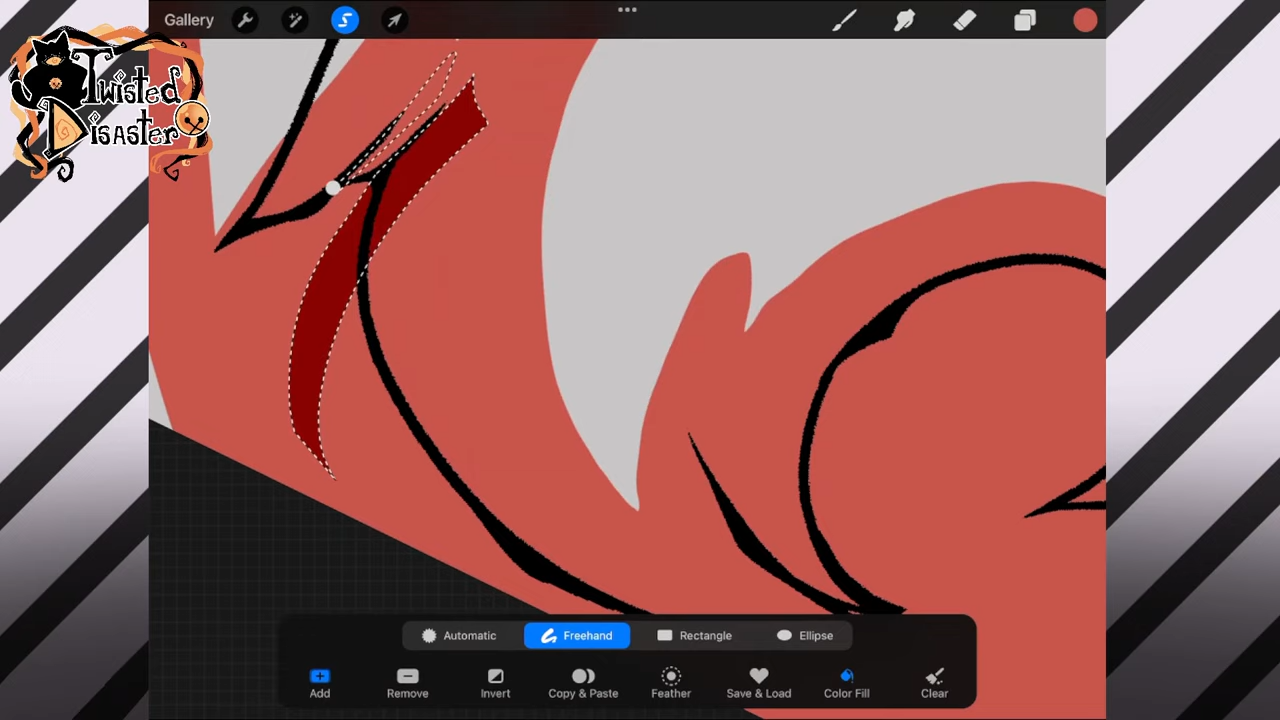 Gallery
Twisted
Disaster
Automatic
Freehand
Rectangle
Ellipse
Add
Remove
Invert
Copy & Paste
Feather
Save & Load
Color Fill
Clear